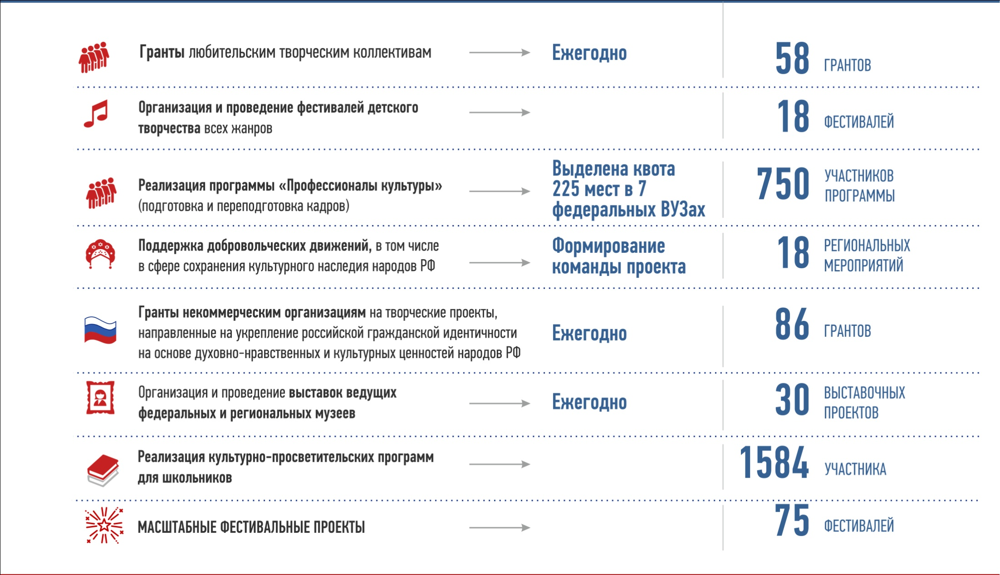 Гранты любительским творческим коллективам
Ежегодно
58 ГРАНТОВ
Организация и проведение фестивалей детского
творчества всех жанров
18 ФЕСТИВАЛЕЙ
Реализация программы «Профессионалы культуры»
(подготовка и переподготовка кадров)
Выделена квота
225 мест в 7
федеральных ВУЗах
750 УЧАСТНИКОВ
ПРОГРАММЫ
Поддержка добровольческих движений, в том числе
в сфере сохранения культурного наследия народов РФ
Формирование
команды проекта
18 РЕГИОНАЛЬНЫХ
МЕРОПРИЯТИЙ
Гранты некоммерческим организациям на творческие проекты,
направленные на укрепление российской гражданской идентичности
на основе духовно-нравственных и культурных ценностей народов РФ
Ежегодно
86 ГРАНТОВ
Организация и проведение выставок ведущих
федеральных и региональных музеев
Ежегодно
30 ВЫСТАВОЧНЫХ
ПРОЕКТОВ
Реализация культурно-просветительских программ
для школьников
1584 УЧАСТНИКА
МАСШТАБНЫЕ ФЕСТИВАЛЬНЫЕ ПРОЕКТЫ
75 ФЕСТИВАЛЕЙ